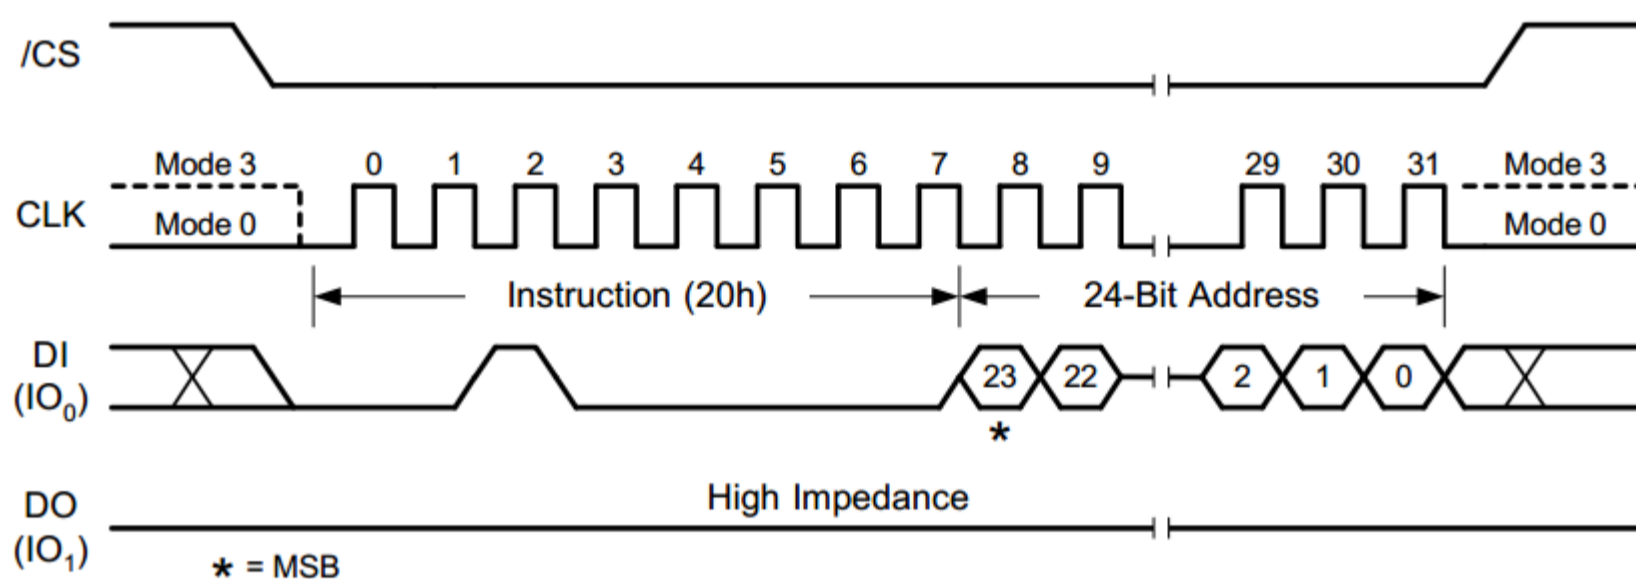 /CS
Mode 3 0 1 2 3 4 5 6 7 8 9 29 30 31 Mode 3
CLK
Mode 0 Mode 0
Instruction (20h) 24-Bit Address
DI
(IO₀)
23 22 2 1 0
*
DO
(IO₁)
High Impedance
* = MSB